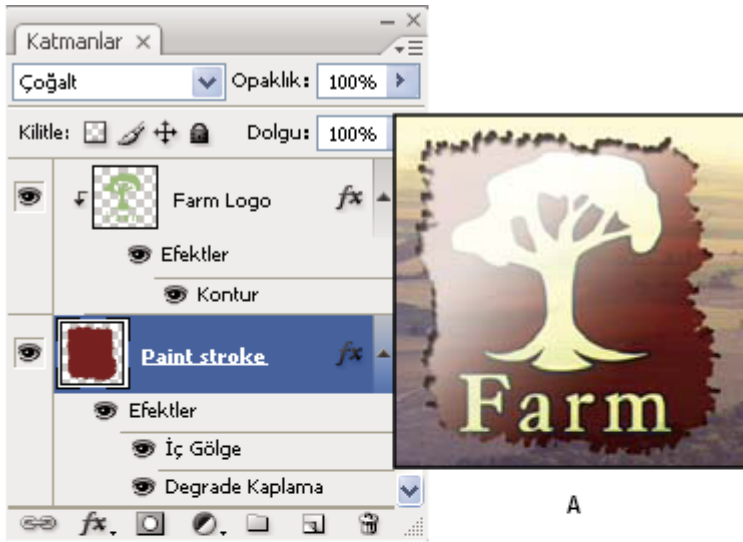 Katmanlar ×
Çoğalt Opaklık: 100%
Kilitle: Dolgu: 100%
Farm Logo fx
Efektler
Kontur
Paint stroke fx
Efektler
İç Gölge
Degrade Kaplama
fx.
Farm
A